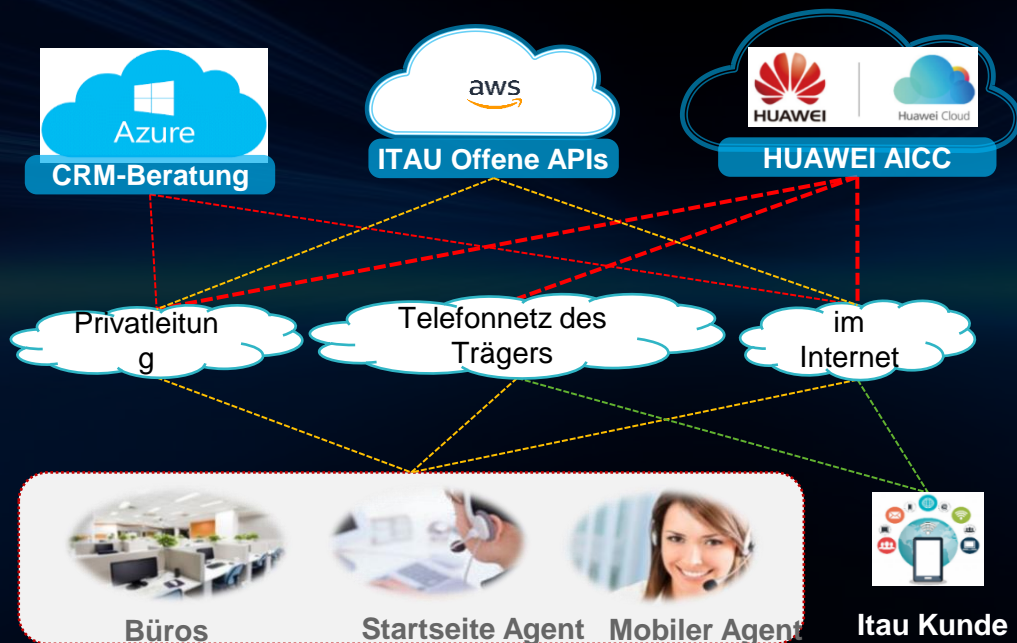 Azure
CRM-Beratung
aws
ITAU Offene APIs
HUAWEI
Huawei Cloud
HUAWEI AICC
Privatleitun
g
Telefonnetz des
Trägers
im
Internet
Büros
Startseite Agent
Mobiler Agent
Itau Kunde